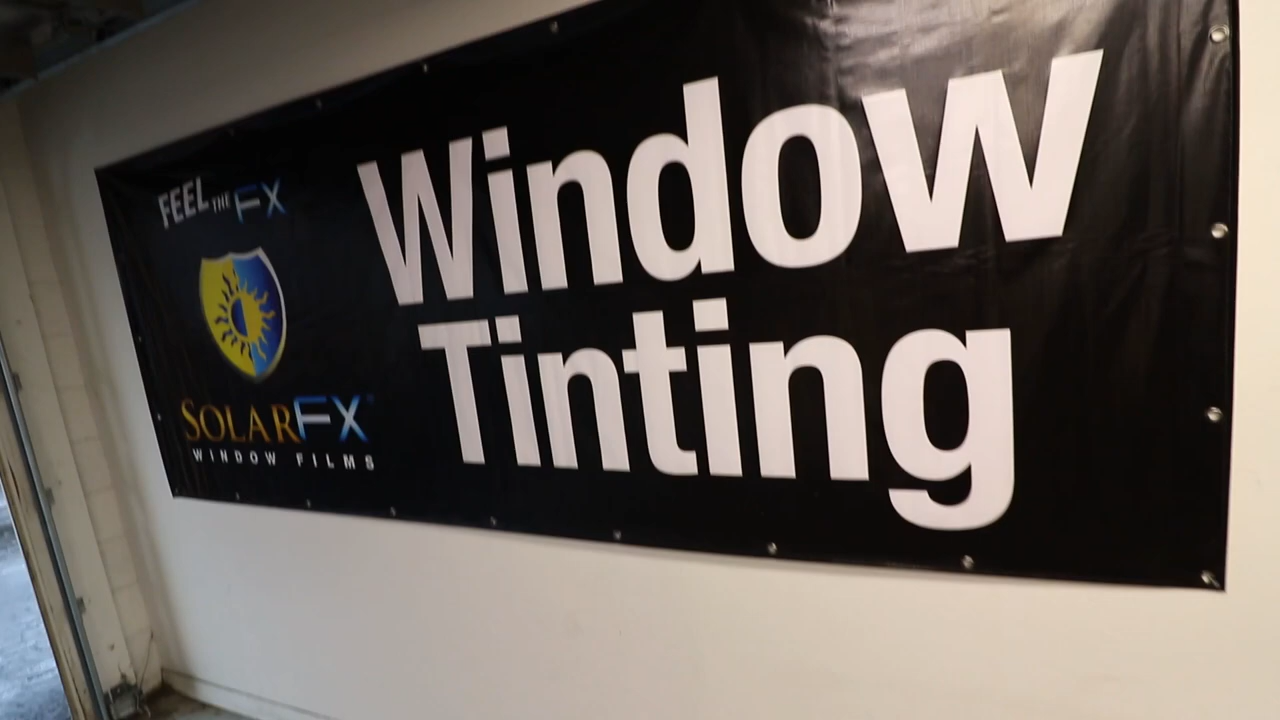 FEEL THE FX
SOLARFX
WINDOW FILMS
Window
Tinting